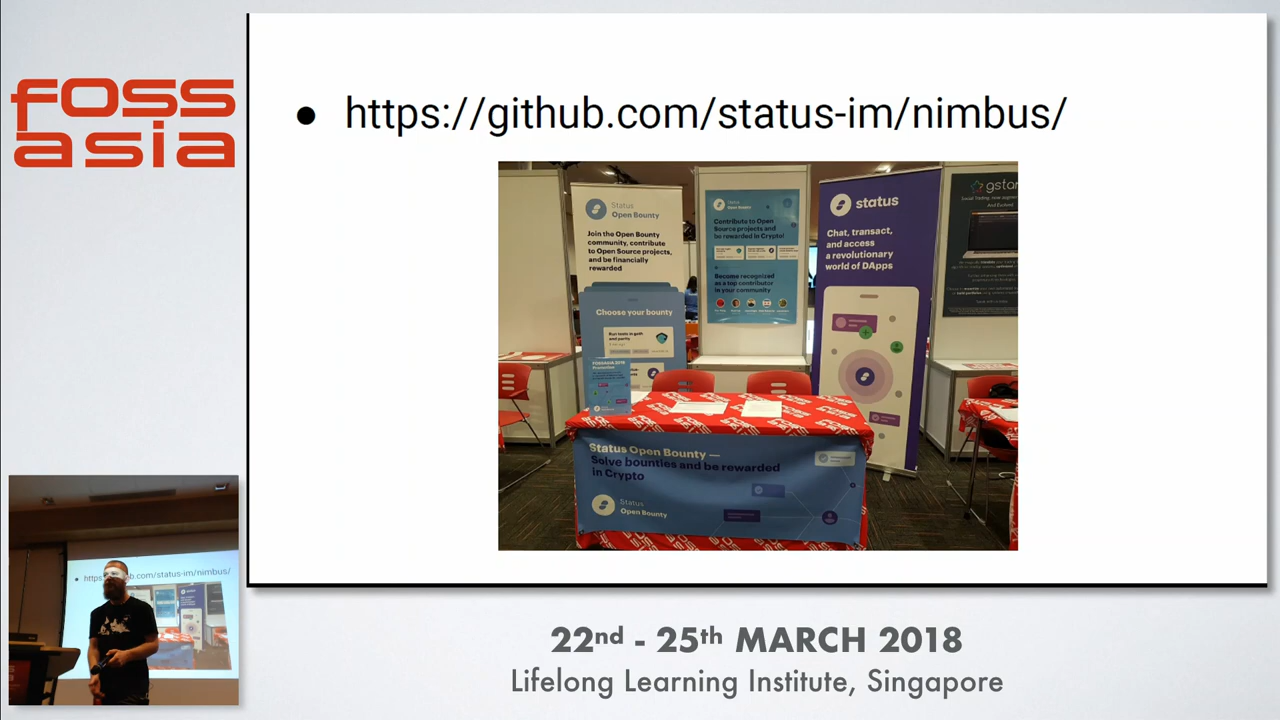 foss
asia
● https://github.com/status-im/nimbus/
Status
Open Bounty
Join the Open Bounty
community, contribute
to Open Source projects,
and be financially
rewarded
Choose your bounty
Status
Open Bounty
Contribute to Open
Source projects and
be rewarded in Crypto!
Become recognized
as a top contributor
in your community
status
Chat, transact,
and access
a revolutionary
world of DApps
gstar
Status Open Bounty —
Solve bounties and be rewarded
in Crypto
Status
Open Bounty
22nd - 25th MARCH 2018
Lifelong Learning Institute, Singapore